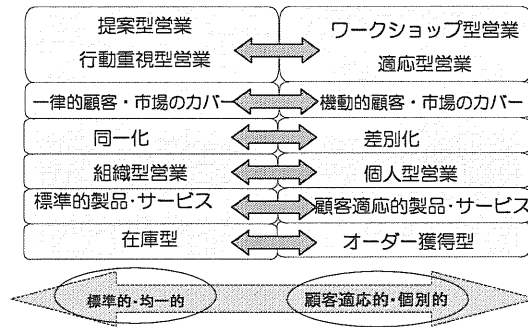 提案型営業
行動重視型営業
ワークショップ型営業
適応型営業
一律的顧客・市場のカバー
機動的顧客・市場のカバー
同一化
差別化
組織型営業
個人型営業
標準的製品・サービス
顧客適応的製品・サービス
在庫型
オーダー獲得型
標準的・均一的
顧客適応的・個別的